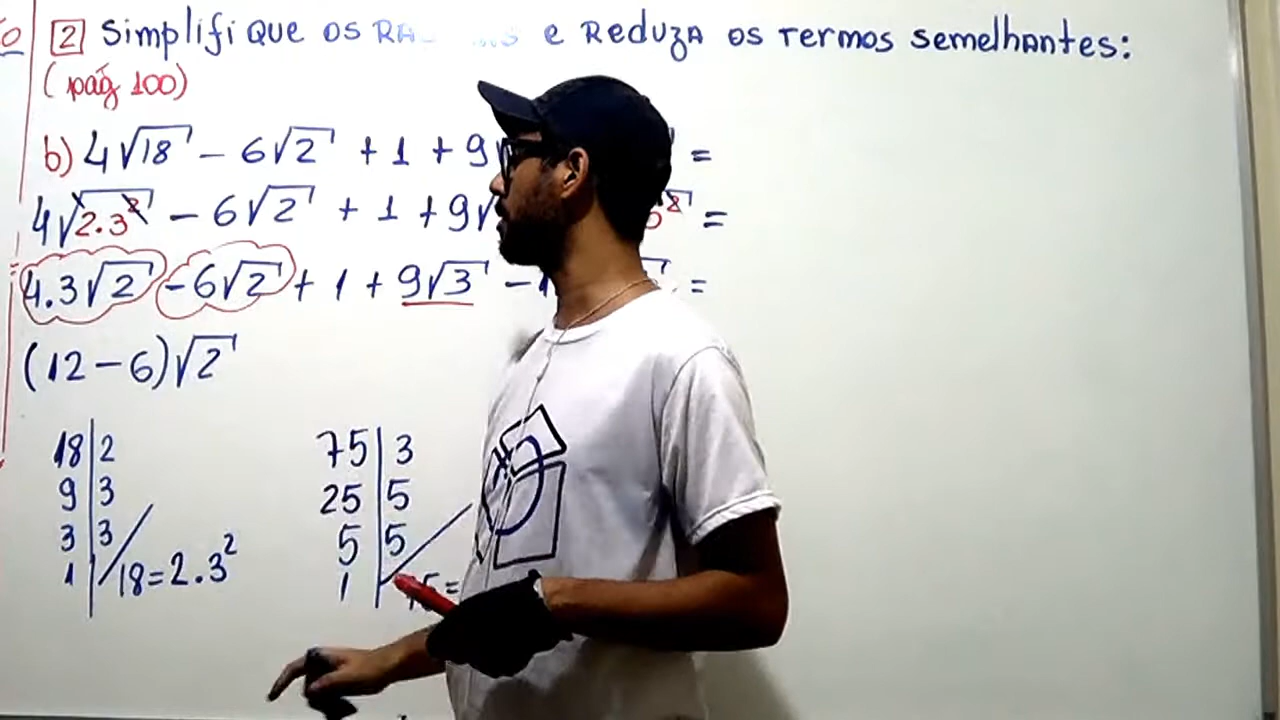 2 Simplifique os e Reduza os termos semelhantes:
(pág 100)
b) 4√18 - 6√2 + 1 + 9√ =
4√2.3² - 6√2 + 1 + 9√ ² =
4.3√2 - 6√2 + 1 + 9√3 - =
(12 - 6)√2
18 | 2
9 | 3
3 | 3
1 | 18 = 2.3²
75 | 3
25 | 5
5 | 5
1 | 75 =